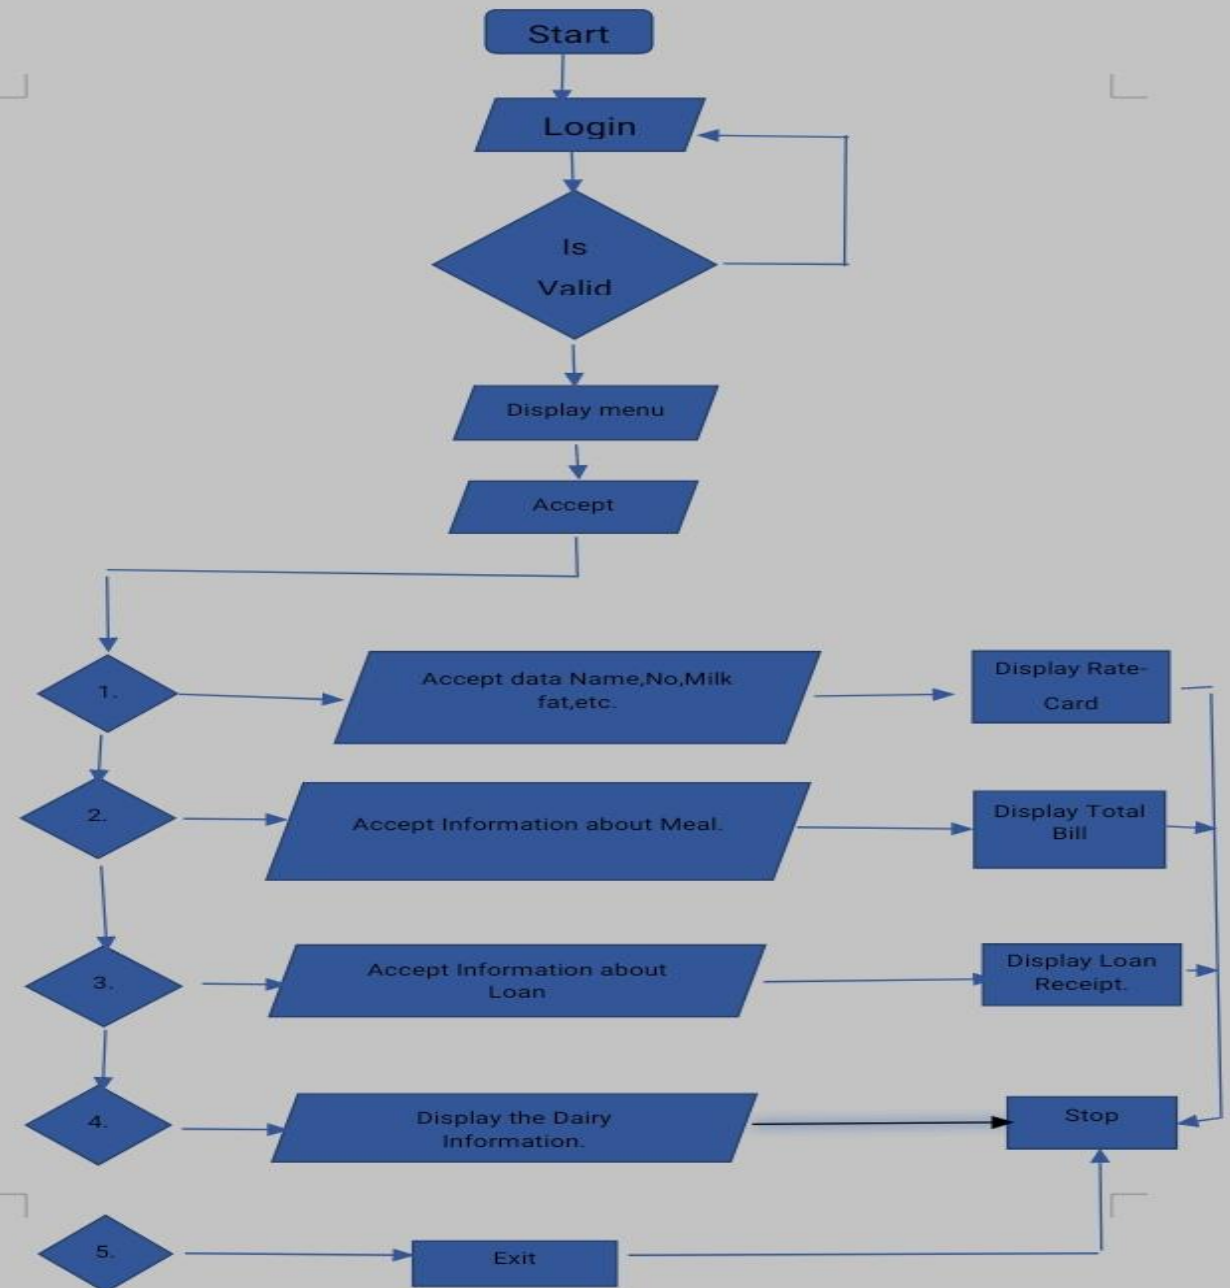 Start
Login
Is
Valid
Display menu
Accept
1.
Accept data Name,No,Milk
fat,etc.
Display Rate-
Card
2.
Accept Information about Meal.
Display Total
Bill
3.
Accept Information about
Loan
Display Loan
Receipt.
4.
Display the Dairy
Information.
Stop
5.
Exit